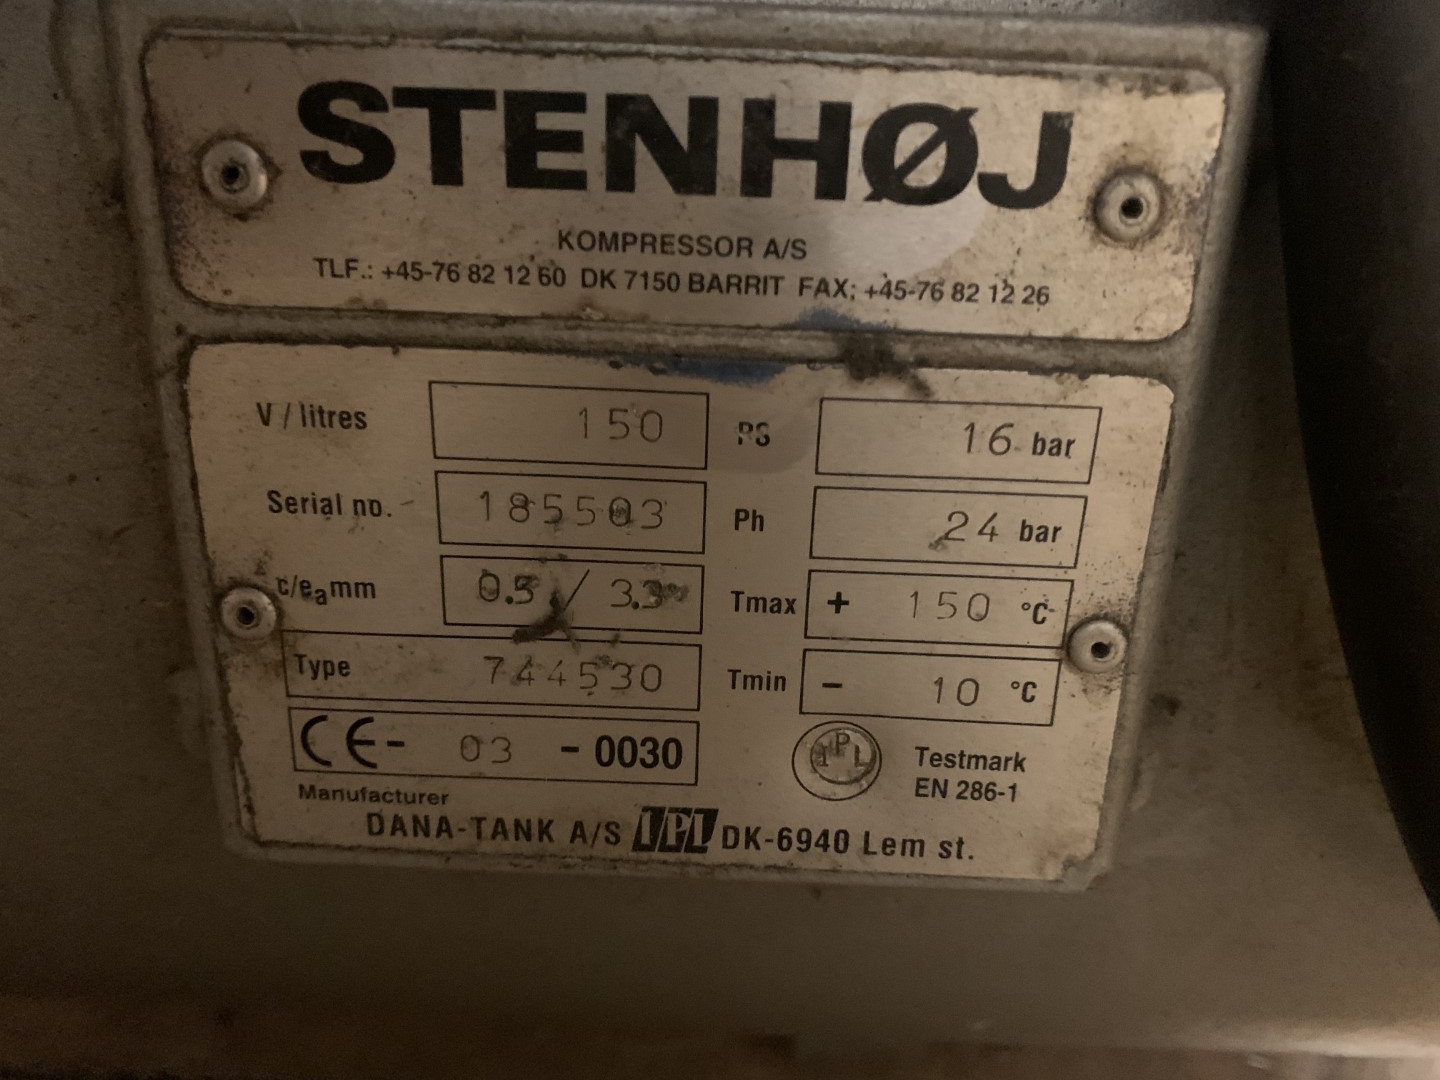 STENHØJ
KOMPRESSOR A/S
TLF.: +45-76 82 12 60 DK 7150 BARRIT FAX: +45-76 82 12 26
V / litres 150 PS 16 bar
Serial no. 185503 Ph 24 bar
c/eamm 0.5 / 3.3 Tmax + 150 °C
Type 744530 Tmin - 10 °C
CE- 03 - 0030 IPL Testmark
EN 286-1
Manufacturer
DANA-TANK A/S IPL DK-6940 Lem st.